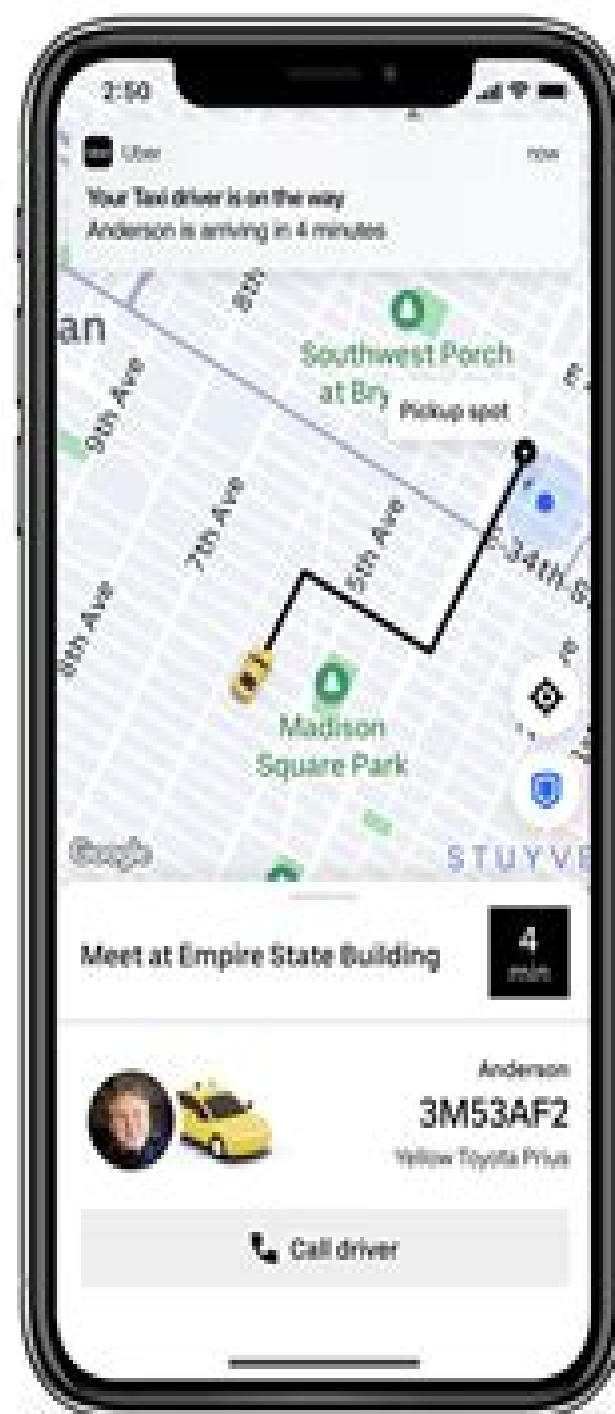 2:50
Uber
now
Your Taxi driver is on the way
Anderson is arriving in 4 minutes
8th
an
Southwest Porch
at Bry
Pickup spot
9th Ave
7th Ave
5th Ave
E 34th S
8th Ave
Madison
Square Park
Google
STUYVE
Meet at Empire State Building
4
min
Anderson
3M53AF2
Yellow Toyota Prius
Call driver